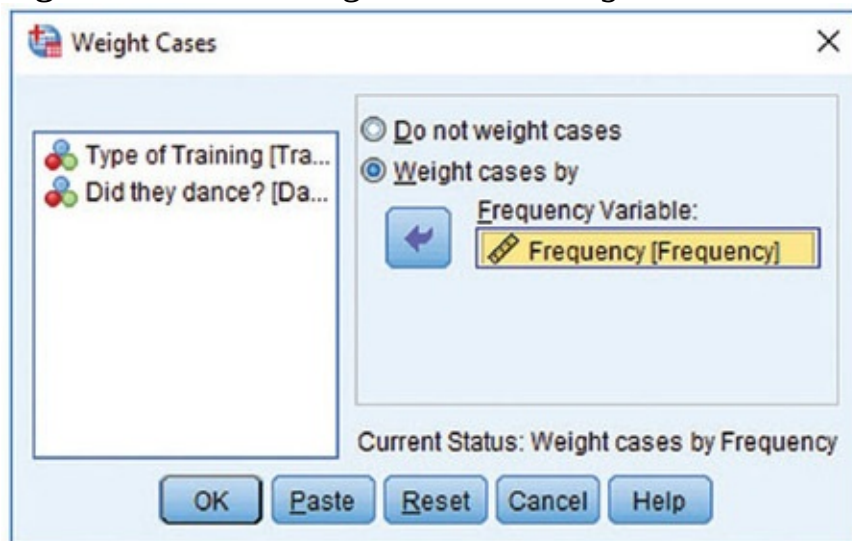 Weight Cases
Type of Training [Tra...
Did they dance? [Da...
Do not weight cases
Weight cases by
Frequency Variable:
Frequency [Frequency]
Current Status: Weight cases by Frequency
OK Paste Reset Cancel Help